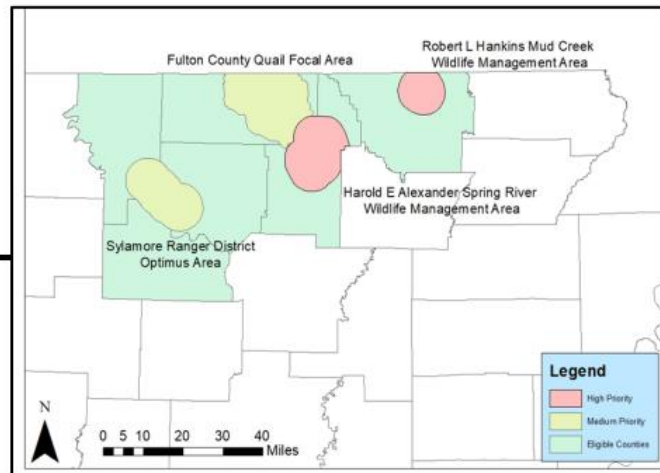 Fulton County Quail Focal Area
Robert L Hankins Mud Creek
Wildlife Management Area
Harold E Alexander Spring River
Wildlife Management Area
Sylamore Ranger District
Optimus Area
Legend
High Priority
Medium Priority
Eligible Counties
N
0 5 10 20 30 40
Miles